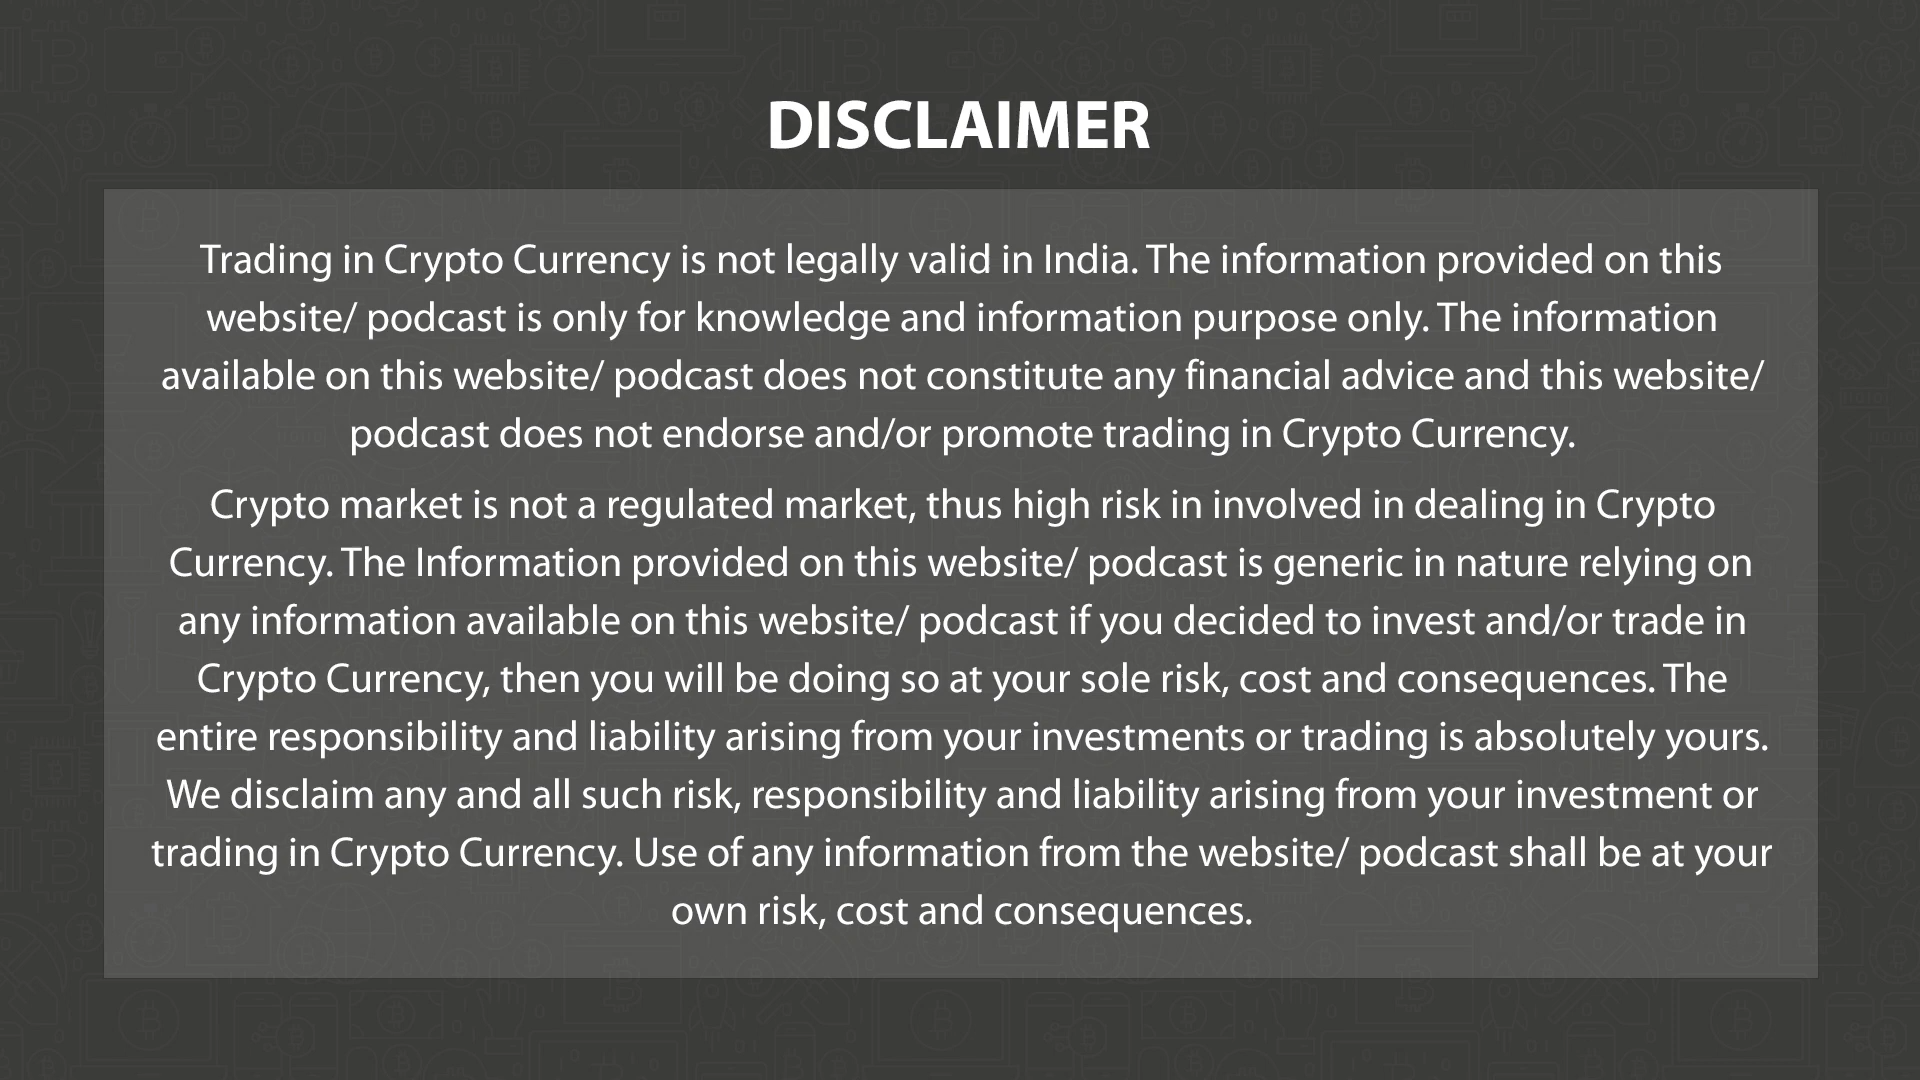 DISCLAIMER
Trading in Crypto Currency is not legally valid in India. The information provided on this
website/ podcast is only for knowledge and information purpose only. The information
available on this website/ podcast does not constitute any financial advice and this website/
podcast does not endorse and/or promote trading in Crypto Currency.
Crypto market is not a regulated market, thus high risk in involved in dealing in Crypto
Currency. The Information provided on this website/ podcast is generic in nature relying on
any information available on this website/ podcast if you decided to invest and/or trade in
Crypto Currency, then you will be doing so at your sole risk, cost and consequences. The
entire responsibility and liability arising from your investments or trading is absolutely yours.
We disclaim any and all such risk, responsibility and liability arising from your investment or
trading in Crypto Currency. Use of any information from the website/ podcast shall be at your
own risk, cost and consequences.